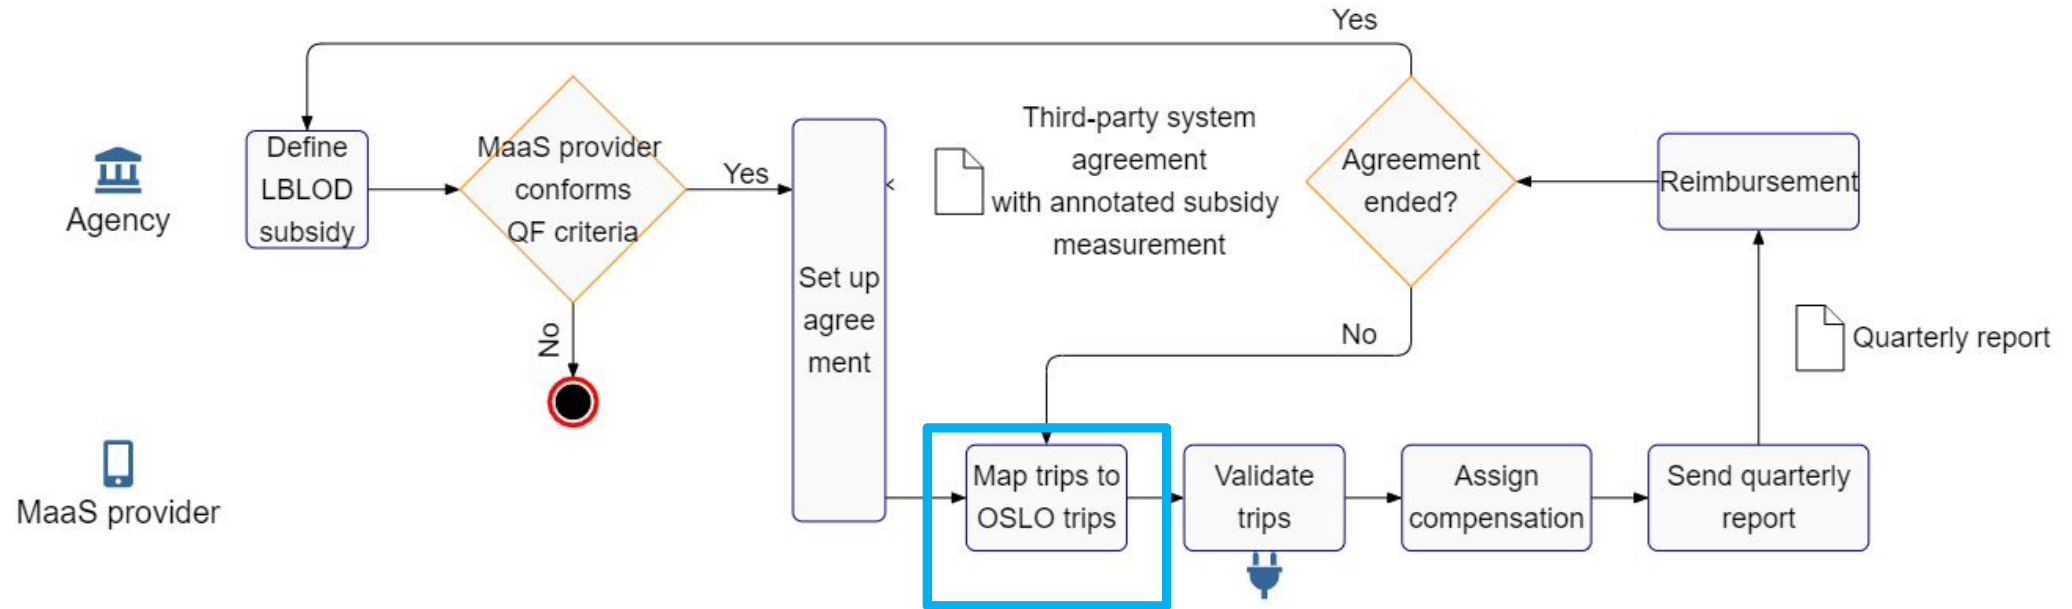 Yes
Agency
Define
LBLOD
subsidy
MaaS provider
conforms
QF criteria
Yes
No
Set up
agree
ment
Third-party system
agreement
with annotated subsidy
measurement
Agreement
ended?
No
Reimbursement
Quarterly report
MaaS provider
Map trips to
OSLO trips
Validate
trips
Assign
compensation
Send quarterly
report